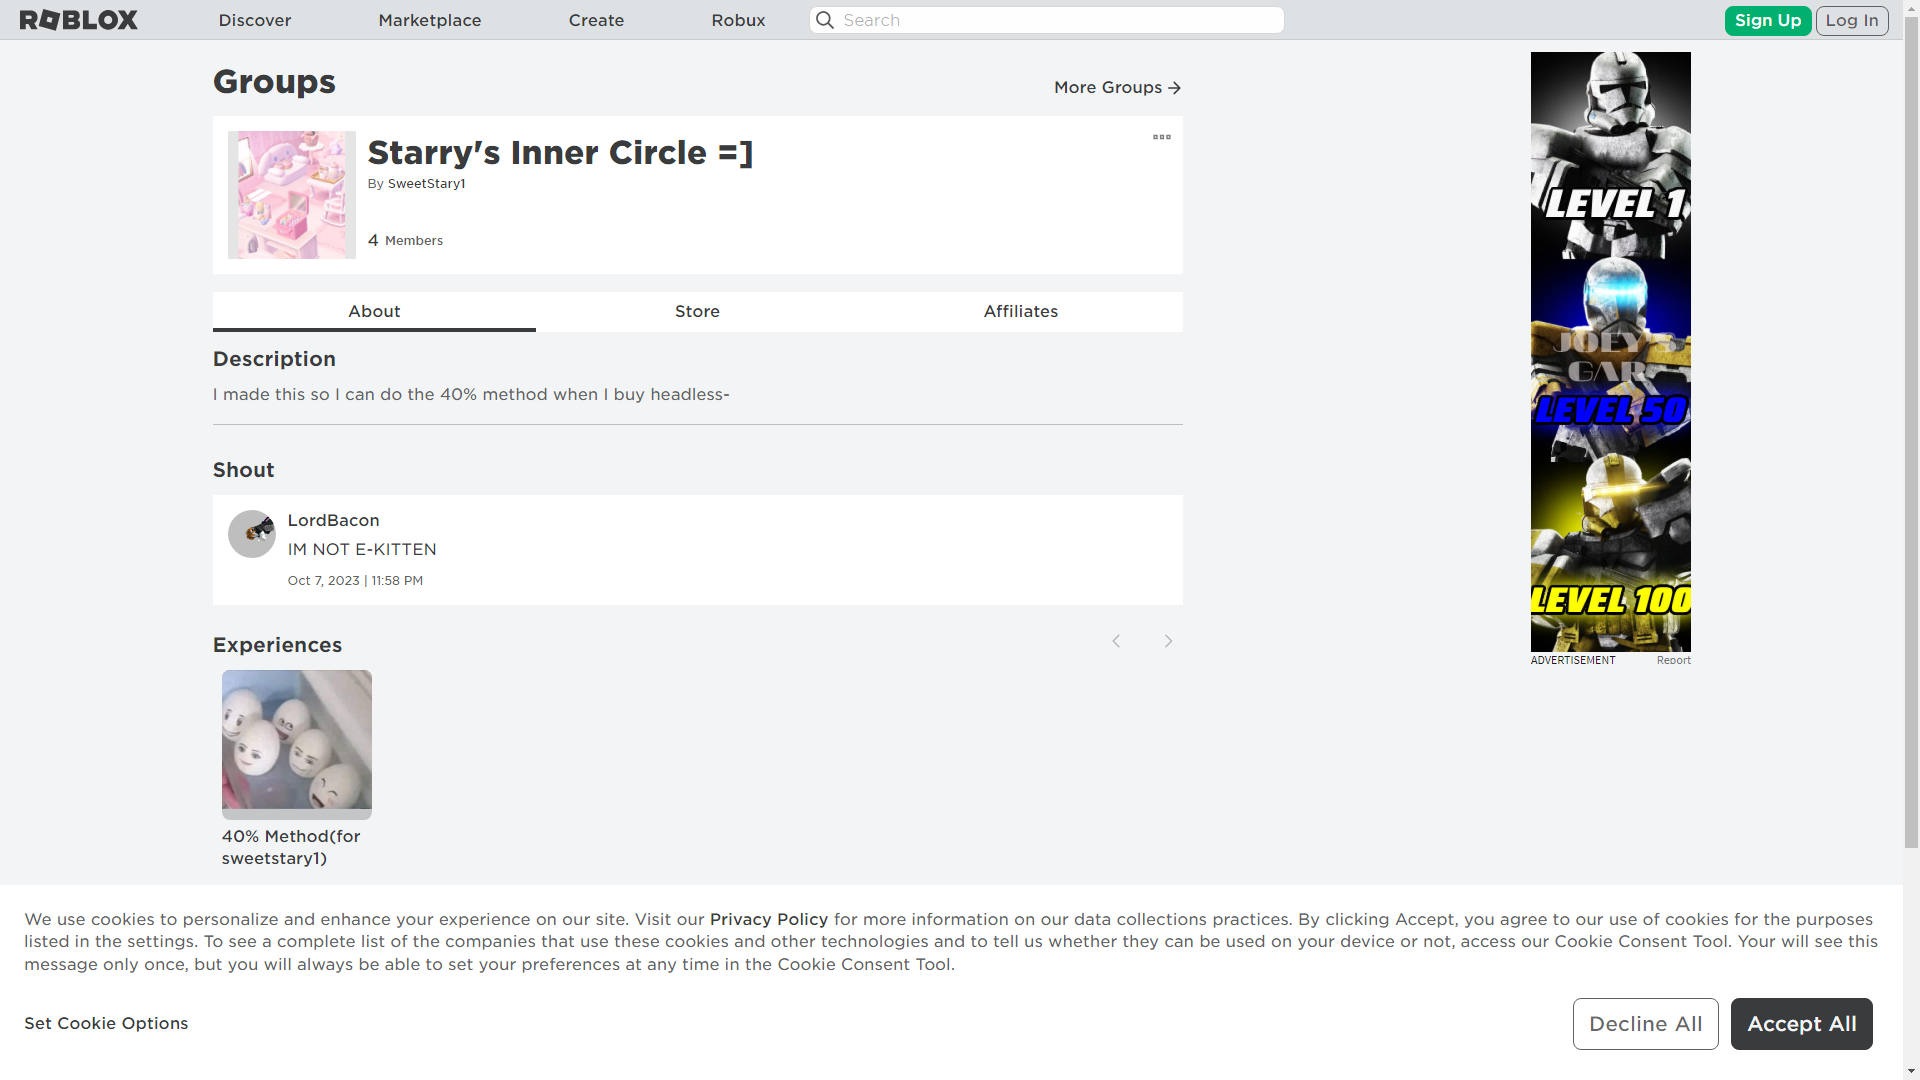 ROBLOX
Discover
Marketplace
Create
Robux
Search
Sign Up
Log In
Groups
More Groups →
Starry's Inner Circle =]
By SweetStary1
4 Members
About
Store
Affiliates
Description
I made this so I can do the 40% method when I buy headless-
Shout
LordBacon
IM NOT E-KITTEN
Oct 7, 2023 | 11:58 PM
Experiences
40% Method(for
sweetstary1)
LEVEL 1
JOEY'S
GAR
LEVEL 50
LEVEL 100
ADVERTISEMENT
Report
We use cookies to personalize and enhance your experience on our site. Visit our Privacy Policy for more information on our data collections practices. By clicking Accept, you agree to our use of cookies for the purposes
listed in the settings. To see a complete list of the companies that use these cookies and other technologies and to tell us whether they can be used on your device or not, access our Cookie Consent Tool. Your will see this
message only once, but you will always be able to set your preferences at any time in the Cookie Consent Tool.
Set Cookie Options
Decline All
Accept All